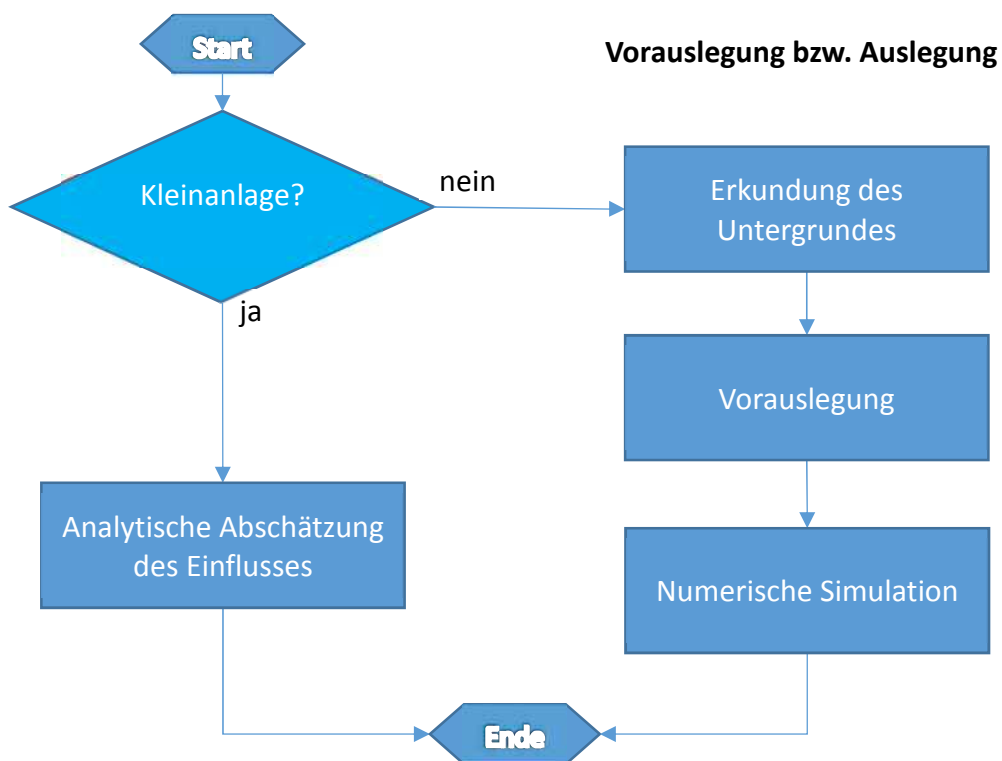 Start
Vorauslegung bzw. Auslegung
Kleinanlage?
nein
ja
Erkundung des
Untergrundes
Vorauslegung
Analytische Abschätzung
des Einflusses
Numerische Simulation
Ende